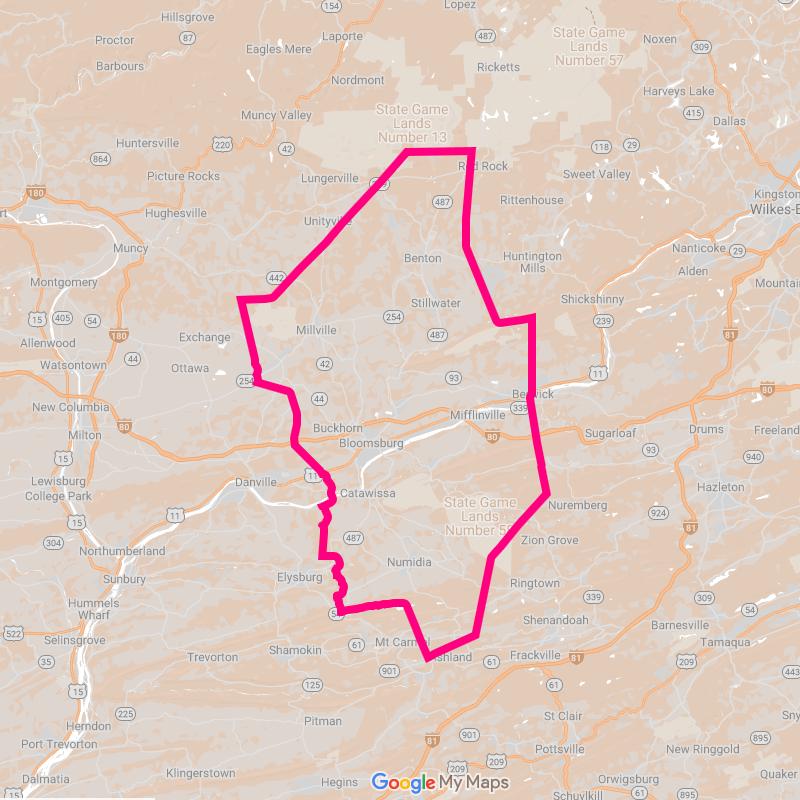 Hillsgrove
154
Lopez
Proctor
87
Laporte
487
State Game
Lands
Number 57
Noxen
309
Eagles Mere
Barbours
Ricketts
Nordmont
Harveys Lake
415
Dallas
Muncy Valley
State Game
Lands
Number 13
Huntersville
220
42
118
29
864
Picture Rocks
Lungerville
Red Rock
Sweet Valley
180
Kingston
Hughesville
487
Rittenhouse
Unityville
Muncy
Nanticoke
29
Benton
Huntington
Mills
Alden
Montgomery
442
Mountain
Shickshinny
15
405
54
Stillwater
254
239
180
Exchange
Millville
487
81
Allenwood
44
42
Watsontown
Ottawa
254
93
11
80
44
Berwick
New Columbia
339
80
Buckhorn
Mifflinville
Milton
Bloomsburg
80
Sugarloaf
Drums
Freeland
93
15
940
Lewisburg
11
Danville
Hazleton
College Park
Catawissa
State Game
Lands
Nuremberg
15
11
924
81
487
Zion Grove
304
Northumberland
Numidia
Sunbury
Elysburg
Ringtown
339
309
54
Hummels
Wharf
Shenandoah
Barnesville
522
Selinsgrove
61
Mt Carmel
Tamaqua
35
Trevorton
Shamokin
Ashland
61
Frackville
81
209
901
443
15
125
61
225
Pitman
St Clair
Herndon
901
895
Port Trevorton
81
Pottsville
New Ringgold
209
209
Dalmatia
Klingerstown
Hegins
Google My Maps
Orwigsburg
Quaker
15
61
895
Schuylkill